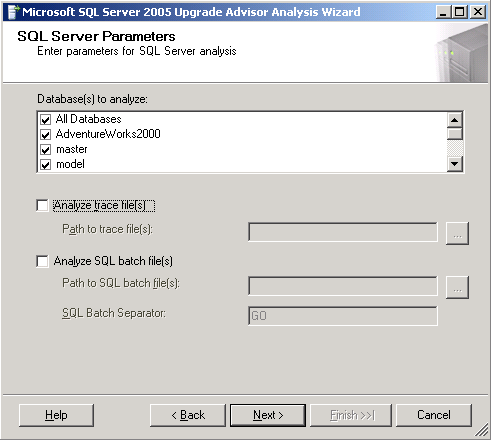 Microsoft SQL Server 2005 Upgrade Advisor Analysis Wizard
SQL Server Parameters
Enter parameters for SQL Server analysis
Database(s) to analyze:
All Databases
AdventureWorks2000
master
model
Analyze trace file(s)
Path to trace file(s):
...
Analyze SQL batch file(s)
Path to SQL batch file(s):
...
SQL Batch Separator:
GO
Help
< Back
Next >
Finish >>|
Cancel